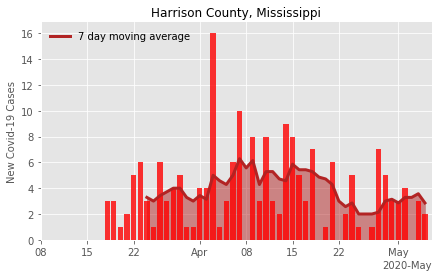 Harrison County, Mississippi
7 day moving average
New Covid-19 Cases
16
14
12
10
8
6
4
2
0
08 15 22 Apr 08 15 22 May
2020-May